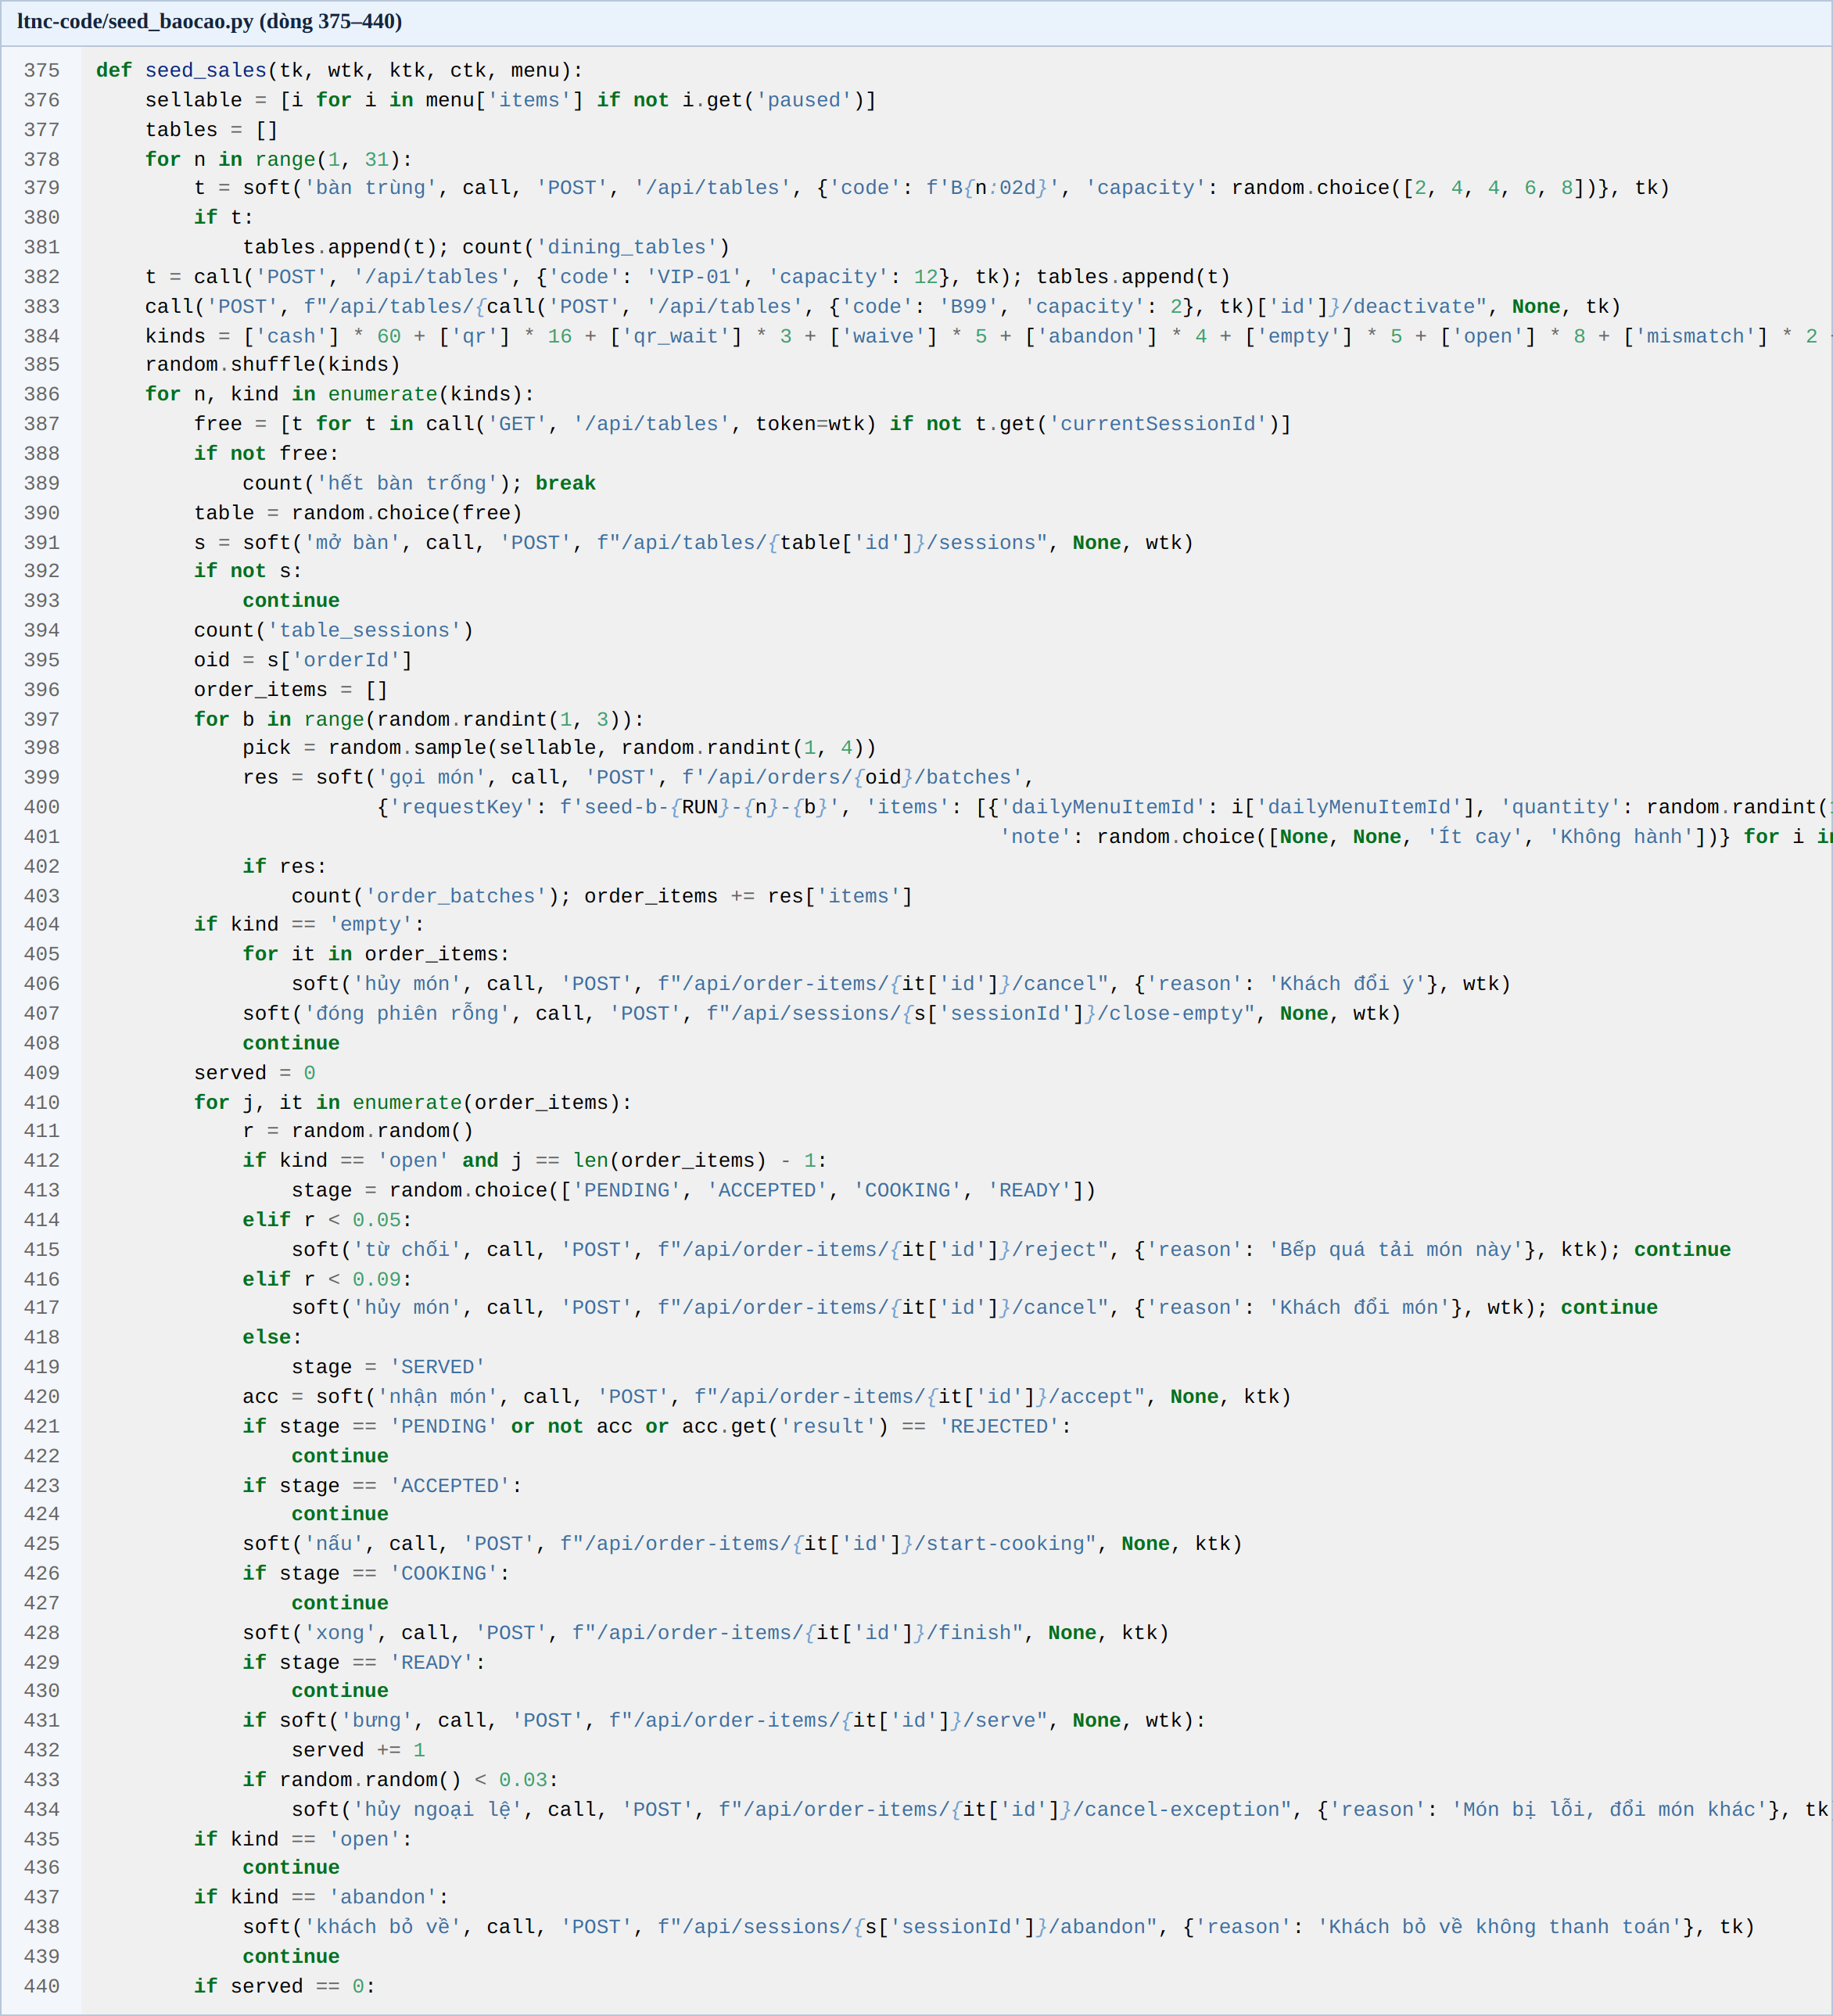 ltnc-code/seed_baocao.py (dòng 375–440)
375 def seed_sales(tk, wtk, ktk, ctk, menu):
376     sellable = [i for i in menu['items'] if not i.get('paused')]
377     tables = []
378     for n in range(1, 31):
379         t = soft('bàn trùng', call, 'POST', '/api/tables', {'code': f'B{n:02d}', 'capacity': random.choice([2, 4, 4, 6, 8])}, tk)
380         if t:
381             tables.append(t); count('dining_tables')
382     t = call('POST', '/api/tables', {'code': 'VIP-01', 'capacity': 12}, tk); tables.append(t)
383     call('POST', f"/api/tables/{call('POST', '/api/tables', {'code': 'B99', 'capacity': 2}, tk)['id']}/deactivate", None, tk)
384     kinds = ['cash'] * 60 + ['qr'] * 16 + ['qr_wait'] * 3 + ['waive'] * 5 + ['abandon'] * 4 + ['empty'] * 5 + ['open'] * 8 + ['mismatch'] * 2
385     random.shuffle(kinds)
386     for n, kind in enumerate(kinds):
387         free = [t for t in call('GET', '/api/tables', token=wtk) if not t.get('currentSessionId')]
388         if not free:
389             count('hết bàn trống'); break
390         table = random.choice(free)
391         s = soft('mở bàn', call, 'POST', f"/api/tables/{table['id']}/sessions", None, wtk)
392         if not s:
393             continue
394         count('table_sessions')
395         oid = s['orderId']
396         order_items = []
397         for b in range(random.randint(1, 3)):
398             pick = random.sample(sellable, random.randint(1, 4))
399             res = soft('gọi món', call, 'POST', f'/api/orders/{oid}/batches',
400                        {'requestKey': f'seed-b-{RUN}-{n}-{b}', 'items': [{'dailyMenuItemId': i['dailyMenuItemId'], 'quantity': random.randint(
401                                                                           'note': random.choice([None, None, 'Ít cay', 'Không hành'])} for i in
402             if res:
403                 count('order_batches'); order_items += res['items']
404         if kind == 'empty':
405             for it in order_items:
406                 soft('hủy món', call, 'POST', f"/api/order-items/{it['id']}/cancel", {'reason': 'Khách đổi ý'}, wtk)
407             soft('đóng phiên rỗng', call, 'POST', f"/api/sessions/{s['sessionId']}/close-empty", None, wtk)
408             continue
409         served = 0
410         for j, it in enumerate(order_items):
411             r = random.random()
412             if kind == 'open' and j == len(order_items) - 1:
413                 stage = random.choice(['PENDING', 'ACCEPTED', 'COOKING', 'READY'])
414             elif r < 0.05:
415                 soft('từ chối', call, 'POST', f"/api/order-items/{it['id']}/reject", {'reason': 'Bếp quá tải món này'}, ktk); continue
416             elif r < 0.09:
417                 soft('hủy món', call, 'POST', f"/api/order-items/{it['id']}/cancel", {'reason': 'Khách đổi món'}, wtk); continue
418             else:
419                 stage = 'SERVED'
420             acc = soft('nhận món', call, 'POST', f"/api/order-items/{it['id']}/accept", None, ktk)
421             if stage == 'PENDING' or not acc or acc.get('result') == 'REJECTED':
422                 continue
423             if stage == 'ACCEPTED':
424                 continue
425             soft('nấu', call, 'POST', f"/api/order-items/{it['id']}/start-cooking", None, ktk)
426             if stage == 'COOKING':
427                 continue
428             soft('xong', call, 'POST', f"/api/order-items/{it['id']}/finish", None, ktk)
429             if stage == 'READY':
430                 continue
431             if soft('bưng', call, 'POST', f"/api/order-items/{it['id']}/serve", None, wtk):
432                 served += 1
433             if random.random() < 0.03:
434                 soft('hủy ngoại lệ', call, 'POST', f"/api/order-items/{it['id']}/cancel-exception", {'reason': 'Món bị lỗi, đổi món khác'}, tk
435         if kind == 'open':
436             continue
437         if kind == 'abandon':
438             soft('khách bỏ về', call, 'POST', f"/api/sessions/{s['sessionId']}/abandon", {'reason': 'Khách bỏ về không thanh toán'}, tk)
439             continue
440         if served == 0: